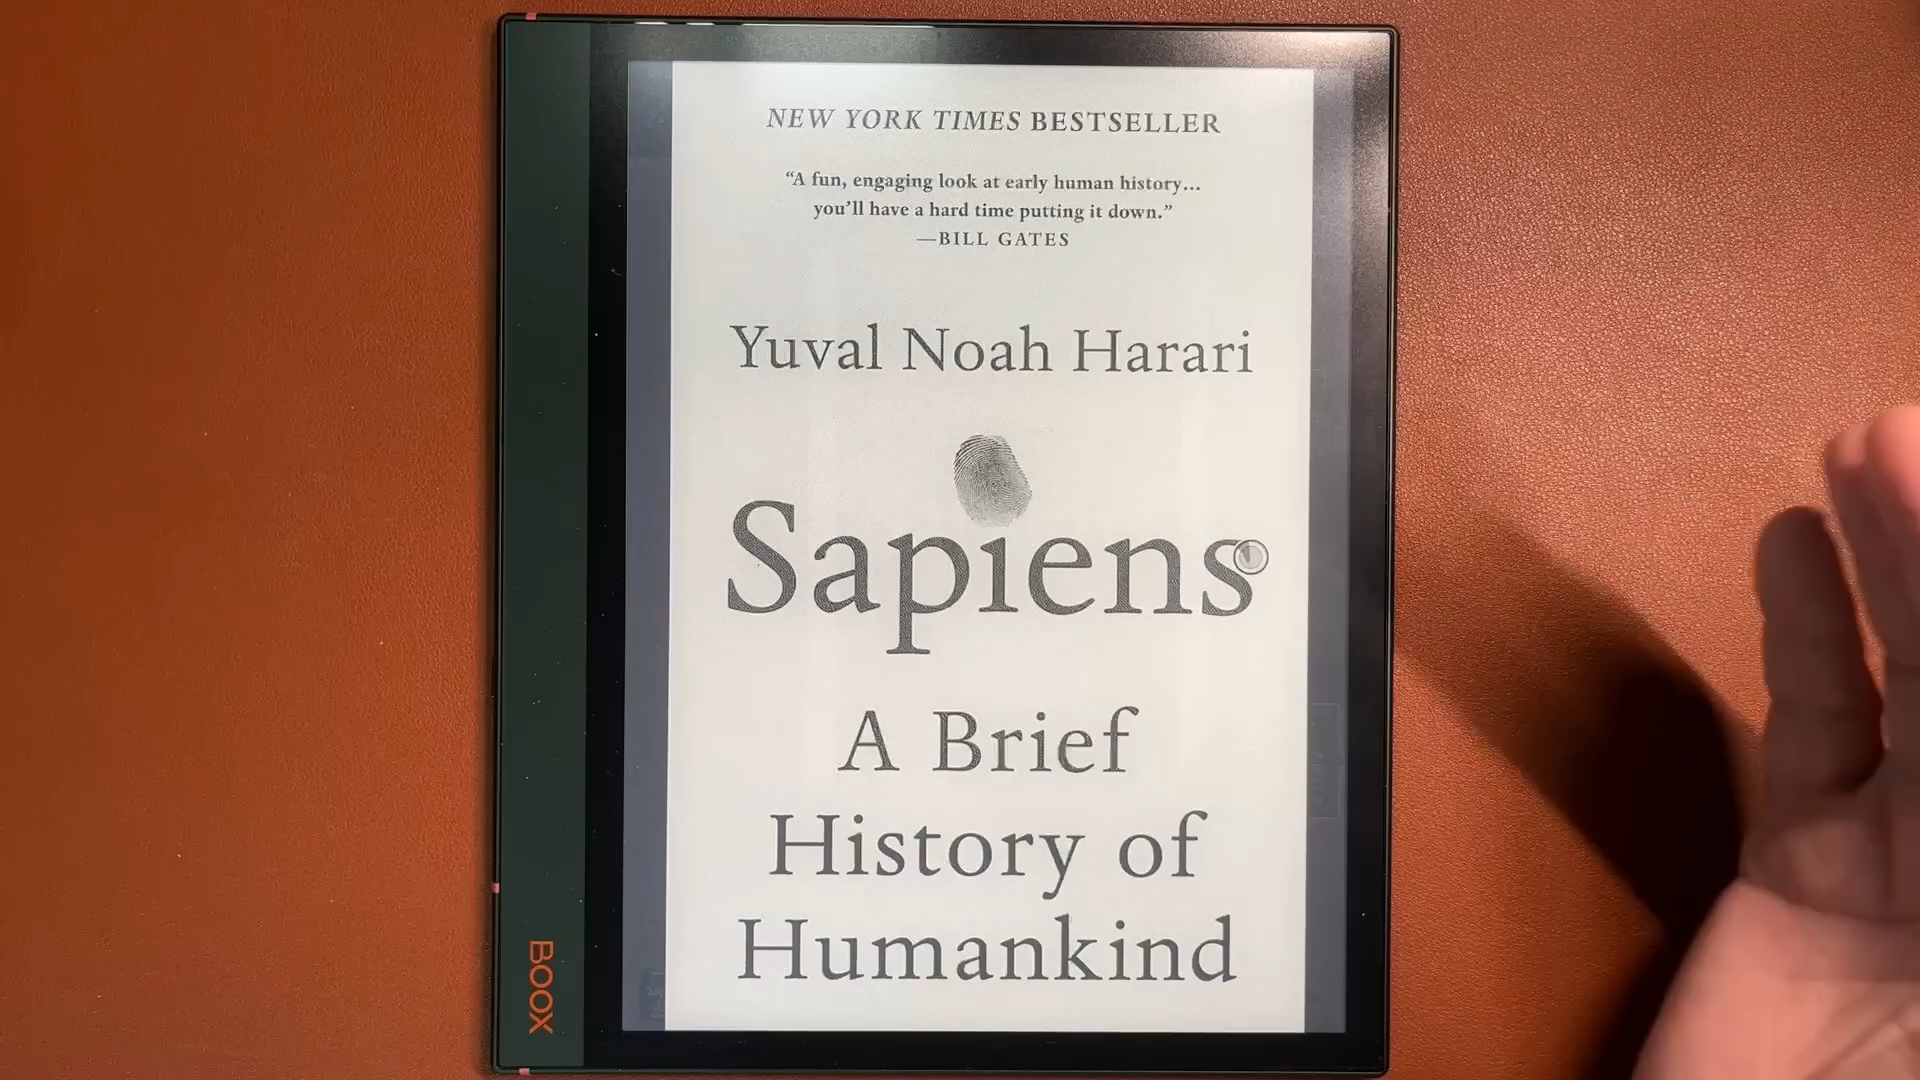 NEW YORK TIMES BESTSELLER
“A fun, engaging look at early human history…
you’ll have a hard time putting it down.”
—BILL GATES
Yuval Noah Harari
Sapiens
A Brief
History of
Humankind
BOOX